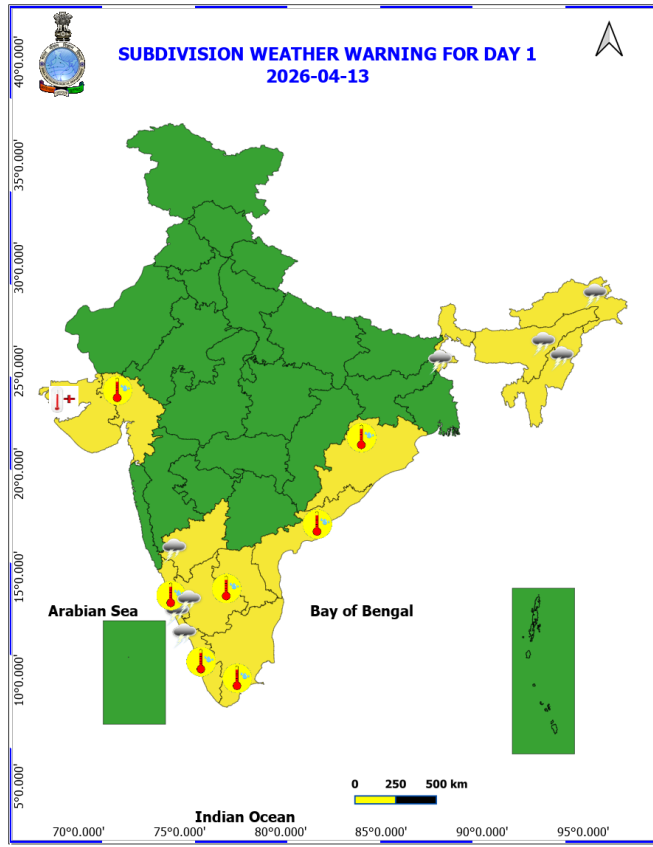 SUBDIVISION WEATHER WARNING FOR DAY 1
2026-04-13
40°0.000'
35°0.000'
30°0.000'
25°0.000'
20°0.000'
15°0.000'
10°0.000'
5°0.000'
Arabian Sea
Bay of Bengal
0 250 500 km
Indian Ocean
70°0.000' 75°0.000' 80°0.000' 85°0.000' 90°0.000' 95°0.000'